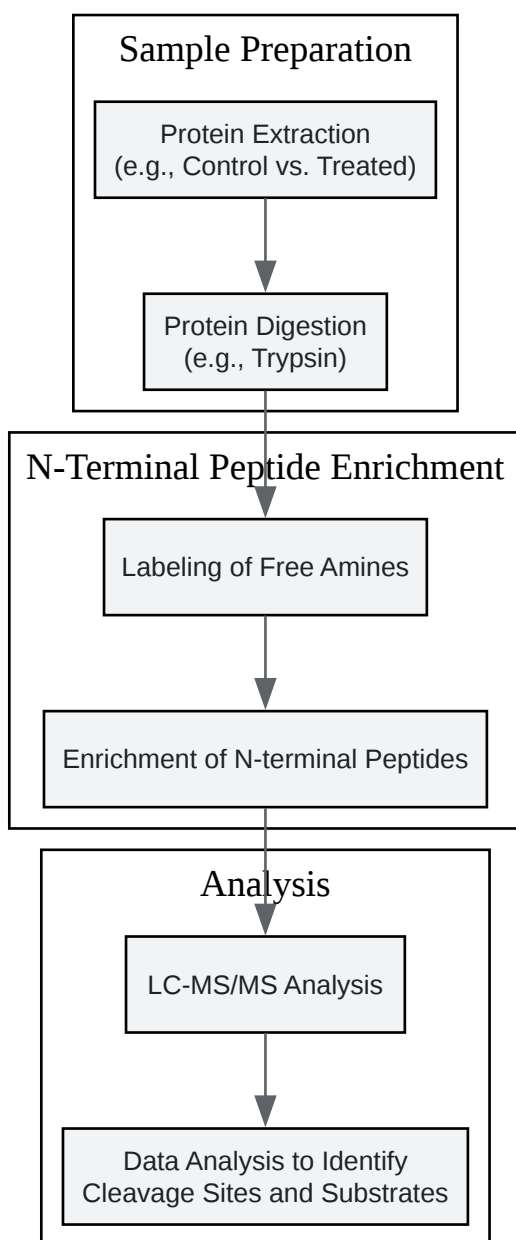 Sample Preparation
Protein Extraction
(e.g., Control vs. Treated)
Protein Digestion
(e.g., Trypsin)
N-Terminal Peptide Enrichment
Labeling of Free Amines
Enrichment of N-terminal Peptides
Analysis
LC-MS/MS Analysis
Data Analysis to Identify
Cleavage Sites and Substrates